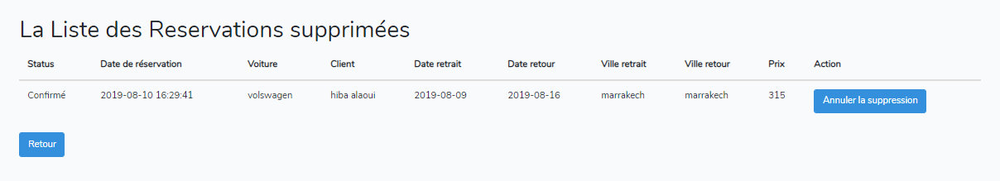 La Liste des Reservations supprimées
Status Date de réservation Voiture Client Date retrait Date retour Ville retrait Ville retour Prix Action
Confirmé 2019-08-10 16:29:41 volswagen hiba alaoui 2019-08-09 2019-08-16 marrakech marrakech 315 Annuler la suppression
Retour